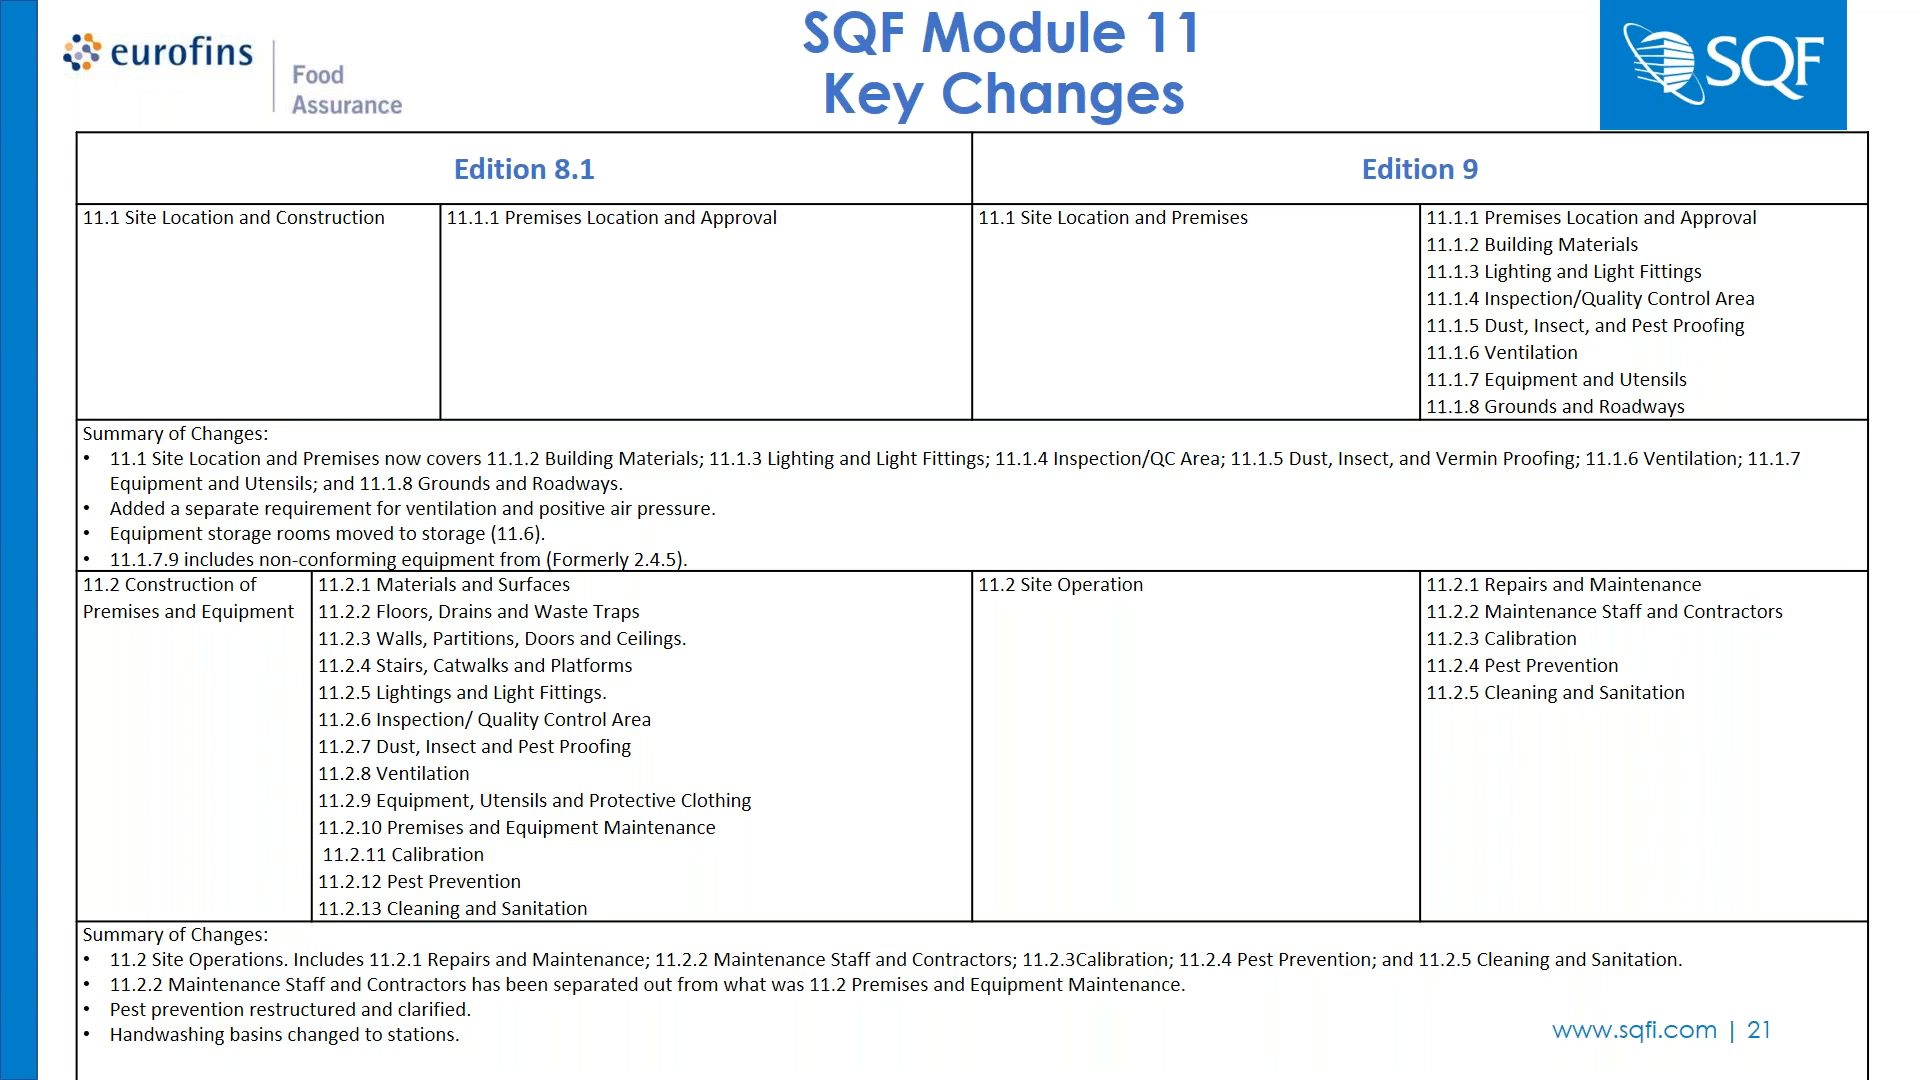 eurofins
Food
Assurance
SQF Module 11
Key Changes
SQF
Edition 8.1
Edition 9
11.1 Site Location and Construction
11.1.1 Premises Location and Approval
11.1 Site Location and Premises
11.1.1 Premises Location and Approval
11.1.2 Building Materials
11.1.3 Lighting and Light Fittings
11.1.4 Inspection/Quality Control Area
11.1.5 Dust, Insect, and Pest Proofing
11.1.6 Ventilation
11.1.7 Equipment and Utensils
11.1.8 Grounds and Roadways
Summary of Changes:
• 11.1 Site Location and Premises now covers 11.1.2 Building Materials; 11.1.3 Lighting and Light Fittings; 11.1.4 Inspection/QC Area; 11.1.5 Dust, Insect, and Vermin Proofing; 11.1.6 Ventilation; 11.1.7
Equipment and Utensils; and 11.1.8 Grounds and Roadways.
• Added a separate requirement for ventilation and positive air pressure.
• Equipment storage rooms moved to storage (11.6).
• 11.1.7.9 includes non-conforming equipment from (Formerly 2.4.5).
11.2 Construction of
Premises and Equipment
11.2.1 Materials and Surfaces
11.2.2 Floors, Drains and Waste Traps
11.2.3 Walls, Partitions, Doors and Ceilings.
11.2.4 Stairs, Catwalks and Platforms
11.2.5 Lightings and Light Fittings.
11.2.6 Inspection/ Quality Control Area
11.2.7 Dust, Insect and Pest Proofing
11.2.8 Ventilation
11.2.9 Equipment, Utensils and Protective Clothing
11.2.10 Premises and Equipment Maintenance
11.2.11 Calibration
11.2.12 Pest Prevention
11.2.13 Cleaning and Sanitation
11.2 Site Operation
11.2.1 Repairs and Maintenance
11.2.2 Maintenance Staff and Contractors
11.2.3 Calibration
11.2.4 Pest Prevention
11.2.5 Cleaning and Sanitation
Summary of Changes:
• 11.2 Site Operations. Includes 11.2.1 Repairs and Maintenance; 11.2.2 Maintenance Staff and Contractors; 11.2.3Calibration; 11.2.4 Pest Prevention; and 11.2.5 Cleaning and Sanitation.
• 11.2.2 Maintenance Staff and Contractors has been separated out from what was 11.2 Premises and Equipment Maintenance.
• Pest prevention restructured and clarified.
• Handwashing basins changed to stations.
www.sqfi.com | 21